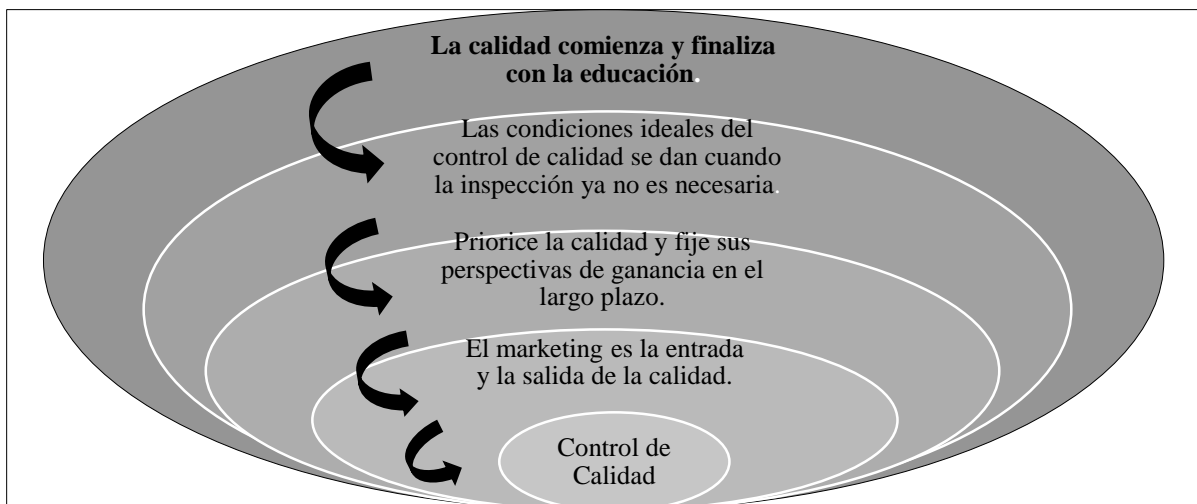 La calidad comienza y finaliza
con la educación.
Las condiciones ideales del
control de calidad se dan cuando
la inspección ya no es necesaria.
Priorice la calidad y fije sus
perspectivas de ganancia en el
largo plazo.
El marketing es la entrada
y la salida de la calidad.
Control de
Calidad